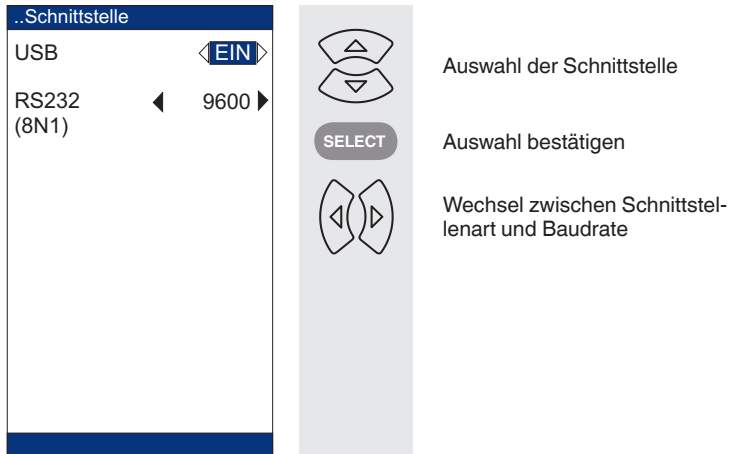 ..Schnittstelle
USB EIN
RS232 9600
(8N1)
Auswahl der Schnittstelle
SELECT
Auswahl bestätigen
Wechsel zwischen Schnittstel-
lenart und Baudrate